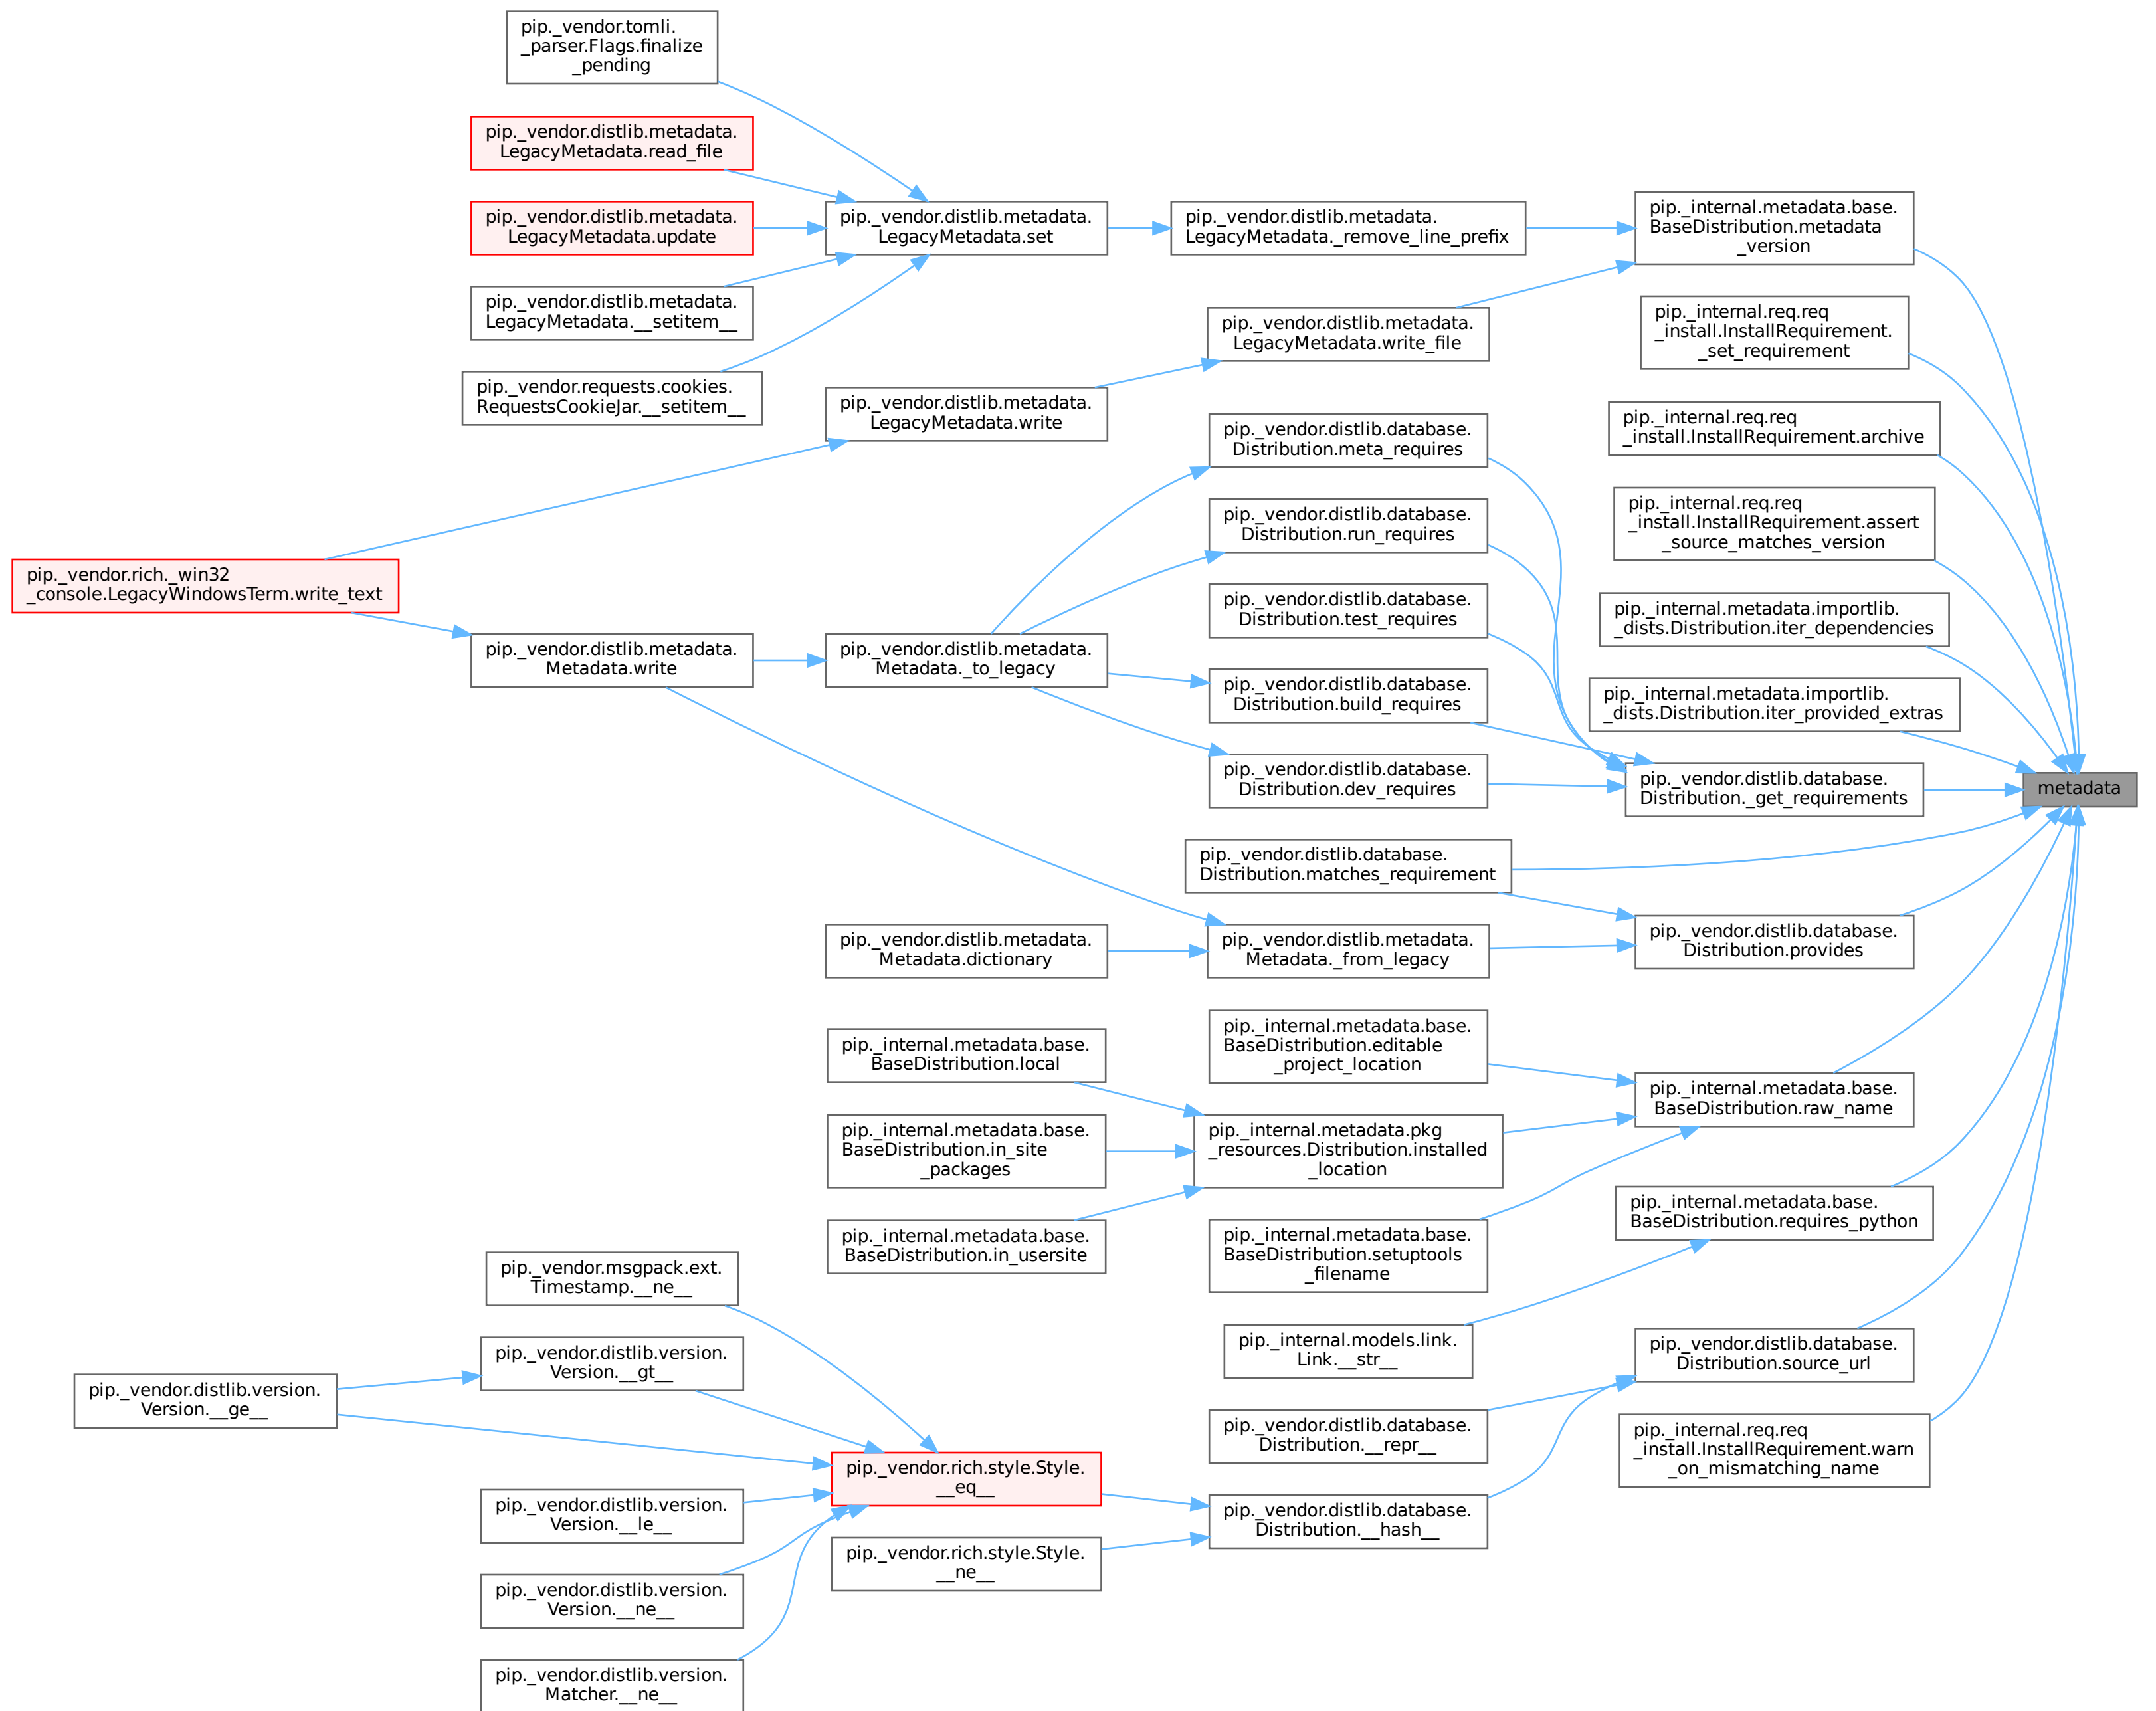 pip._vendor.tomli.
_parser.Flags.finalize
_pending
pip._vendor.distlib.metadata.
LegacyMetadata.read_file
pip._vendor.distlib.metadata.
LegacyMetadata.update
pip._vendor.distlib.metadata.
LegacyMetadata.__setitem__
pip._vendor.requests.cookies.
RequestsCookieJar.__setitem__
pip._vendor.rich._win32
_console.LegacyWindowsTerm.write_text
pip._vendor.distlib.metadata.
Metadata.write
pip._vendor.distlib.metadata.
LegacyMetadata.set
pip._vendor.distlib.metadata.
LegacyMetadata.write
pip._vendor.distlib.metadata.
Metadata._to_legacy
pip._vendor.distlib.metadata.
Metadata.dictionary
pip._vendor.distlib.metadata.
LegacyMetadata._remove_line_prefix
pip._vendor.distlib.metadata.
LegacyMetadata.write_file
pip._vendor.distlib.database.
Distribution.meta_requires
pip._vendor.distlib.database.
Distribution.run_requires
pip._vendor.distlib.database.
Distribution.test_requires
pip._vendor.distlib.database.
Distribution.build_requires
pip._vendor.distlib.database.
Distribution.dev_requires
pip._vendor.distlib.database.
Distribution.matches_requirement
pip._vendor.distlib.metadata.
Metadata._from_legacy
pip._internal.metadata.base.
BaseDistribution.metadata
_version
pip._internal.req.req
_install.InstallRequirement.
_set_requirement
pip._internal.req.req
_install.InstallRequirement.archive
pip._internal.req.req
_install.InstallRequirement.assert
_source_matches_version
pip._internal.metadata.importlib.
_dists.Distribution.iter_dependencies
pip._internal.metadata.importlib.
_dists.Distribution.iter_provided_extras
pip._vendor.distlib.database.
Distribution._get_requirements
metadata
pip._vendor.distlib.database.
Distribution.provides
pip._internal.metadata.base.
BaseDistribution.local
pip._internal.metadata.base.
BaseDistribution.in_site
_packages
pip._internal.metadata.base.
BaseDistribution.in_usersite
pip._internal.metadata.base.
BaseDistribution.editable
_project_location
pip._internal.metadata.pkg
_resources.Distribution.installed
_location
pip._internal.metadata.base.
BaseDistribution.setuptools
_filename
pip._internal.metadata.base.
BaseDistribution.raw_name
pip._internal.metadata.base.
BaseDistribution.requires_python
pip._internal.models.link.
Link.__str__
pip._vendor.distlib.database.
Distribution.source_url
pip._internal.req.req
_install.InstallRequirement.warn
_on_mismatching_name
pip._vendor.distlib.database.
Distribution.__repr__
pip._vendor.distlib.database.
Distribution.__hash__
pip._vendor.rich.style.Style.
__eq__
pip._vendor.rich.style.Style.
__ne__
pip._vendor.msgpack.ext.
Timestamp.__ne__
pip._vendor.distlib.version.
Version.__gt__
pip._vendor.distlib.version.
Version.__ge__
pip._vendor.distlib.version.
Version.__le__
pip._vendor.distlib.version.
Version.__ne__
pip._vendor.distlib.version.
Matcher.__ne__